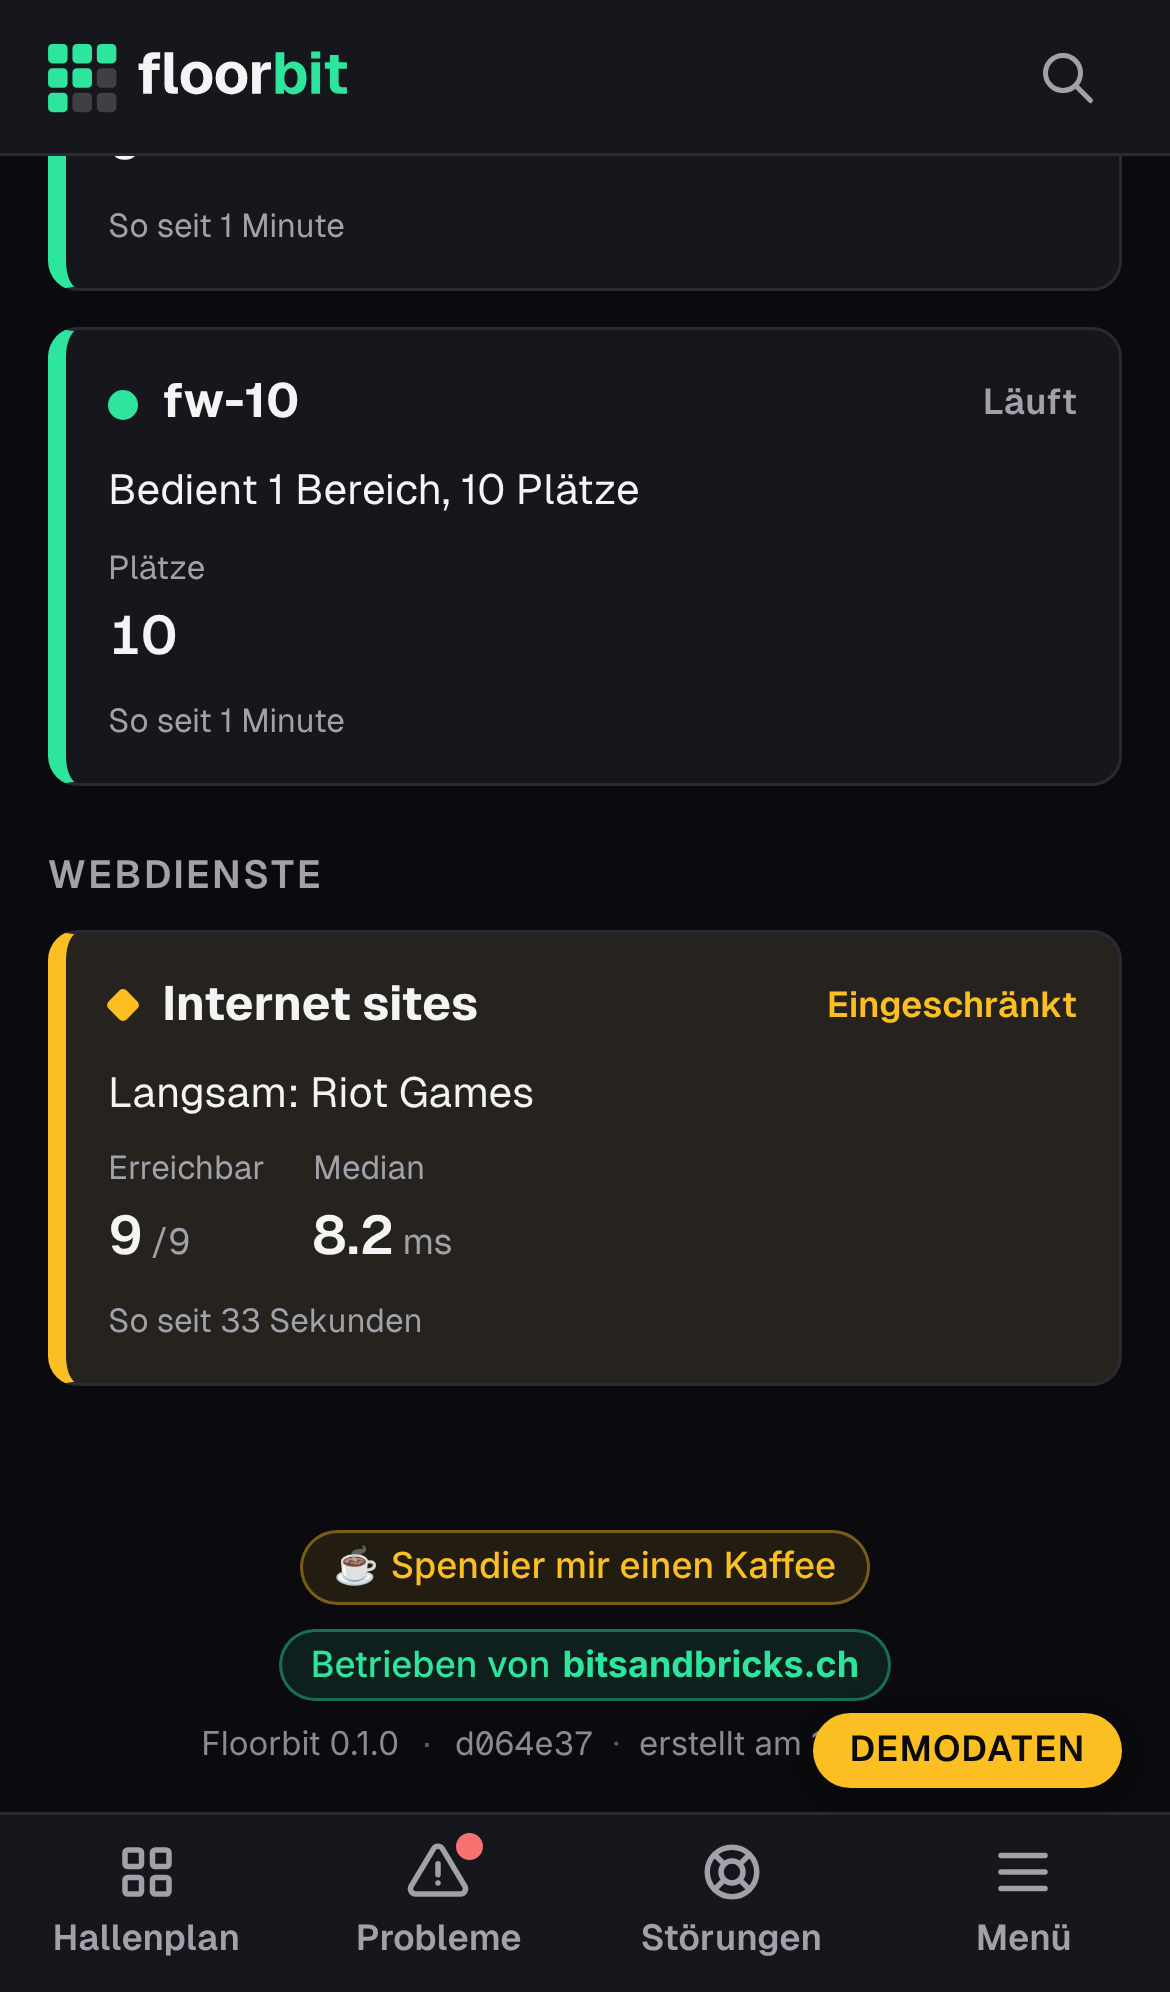 floorbit
So seit 1 Minute
fw-10
Läuft
Bedient 1 Bereich, 10 Plätze
Plätze
10
So seit 1 Minute
WEBDIENSTE
Internet sites
Eingeschränkt
Langsam: Riot Games
Erreichbar Median
9 /9 8.2 ms
So seit 33 Sekunden
☕ Spendier mir einen Kaffee
Betrieben von bitsandbricks.ch
Floorbit 0.1.0 · d064e37 · erstellt am
DEMODATEN
Hallenplan Probleme Störungen Menü